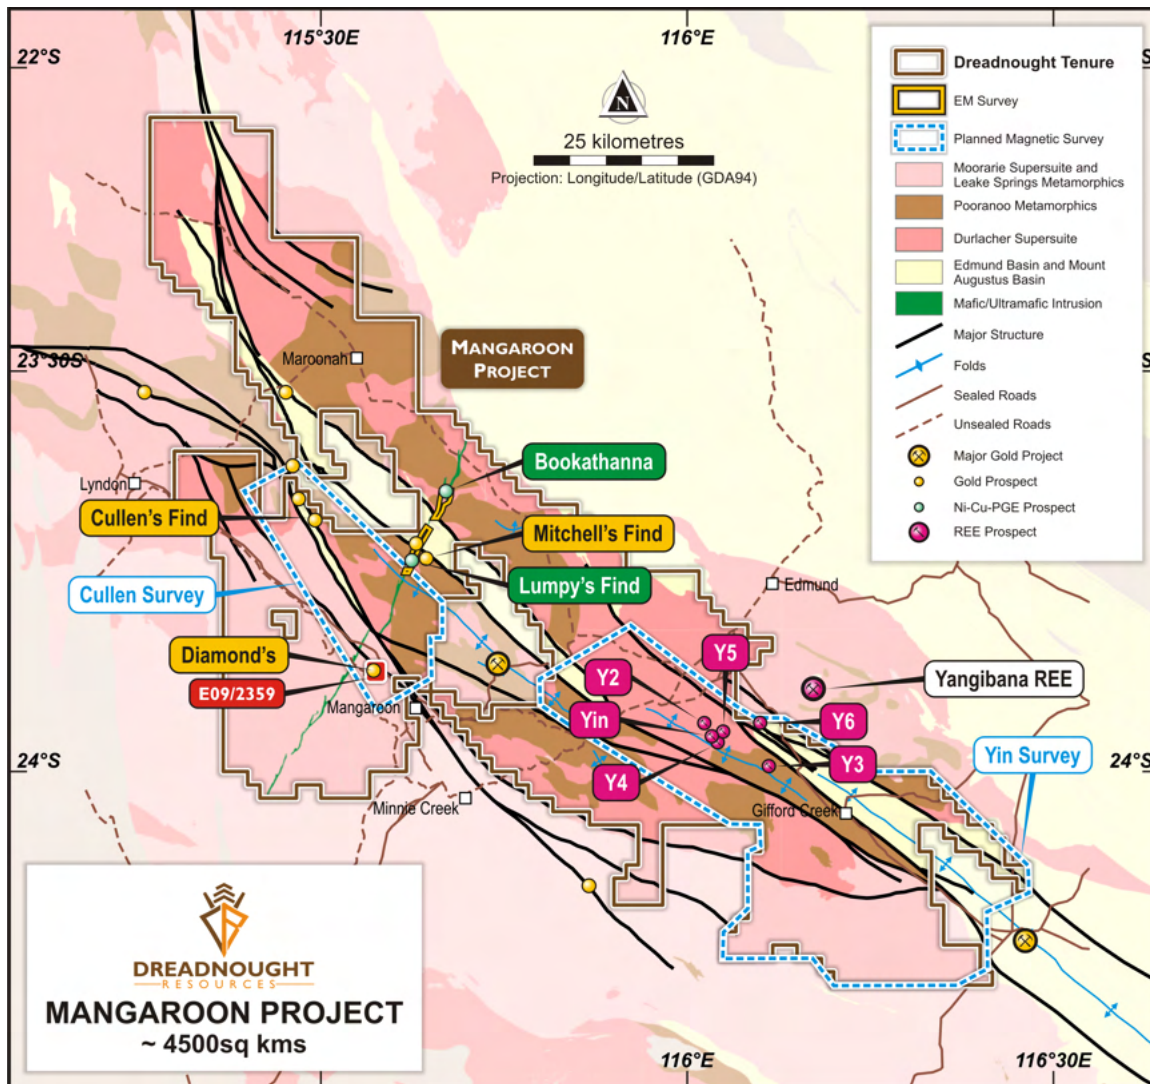 115°30E
116°E
22°S
S
N
25 kilometres
Projection: Longitude/Latitude (GDA94)
Dreadnought Tenure
EM Survey
Planned Magnetic Survey
Moorarie Supersuite and
Leake Springs Metamorphics
Pooranoo Metamorphics
Durlacher Supersuite
Edmund Basin and Mount
Augustus Basin
Mafic/Ultramafic Intrusion
Major Structure
Folds
Sealed Roads
Unsealed Roads
Major Gold Project
Gold Prospect
Ni-Cu-PGE Prospect
REE Prospect
MANGAROON
PROJECT
Maroonah
23°30S
S
Bookathanna
Lyndon
Cullen's Find
Mitchell's Find
Lumpy's Find
Cullen Survey
Edmund
Diamond's
E09/2359
Mangaroon
Y5
Y2
Yangibana REE
Yin
Y6
Y3
Yin Survey
Y4
24°S
24°S
Minnie Creek
Gifford Creek
DREADNOUGHT
RESOURCES
MANGAROON PROJECT
~ 4500sq kms
116°E
116°30E